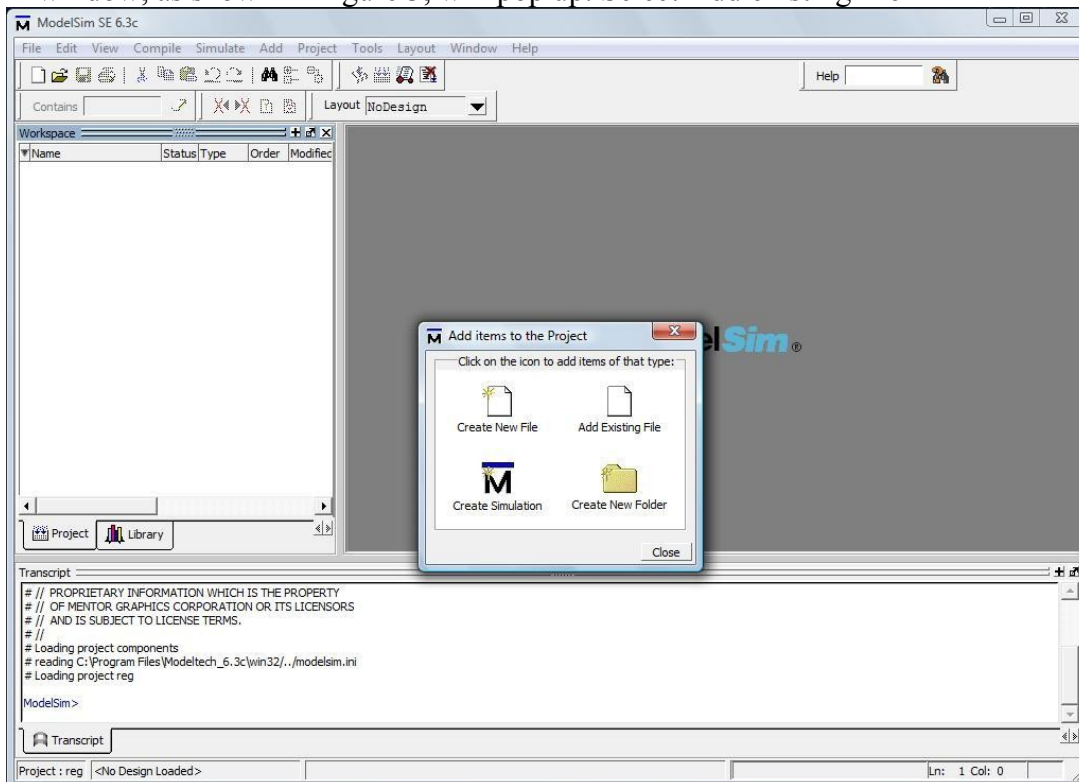 ModelSim SE 6.3c
File Edit View Compile Simulate Add Project Tools Layout Window Help
Help
Contains
Layout NoDesign
Workspace
Name Status Type Order Modified
elSim ®
Add items to the Project
Click on the icon to add items of that type:
Create New File Add Existing File
Create Simulation Create New Folder
Close
Project Library
Transcript
# // PROPRIETARY INFORMATION WHICH IS THE PROPERTY
# // OF MENTOR GRAPHICS CORPORATION OR ITS LICENSORS
# // AND IS SUBJECT TO LICENSE TERMS.
# //
# Loading project components
# reading C:\Program Files\Modeltech_6.3c\win32/../modelsim.ini
# Loading project reg
ModelSim>
Transcript
Project : reg <No Design Loaded> Ln: 1 Col: 0